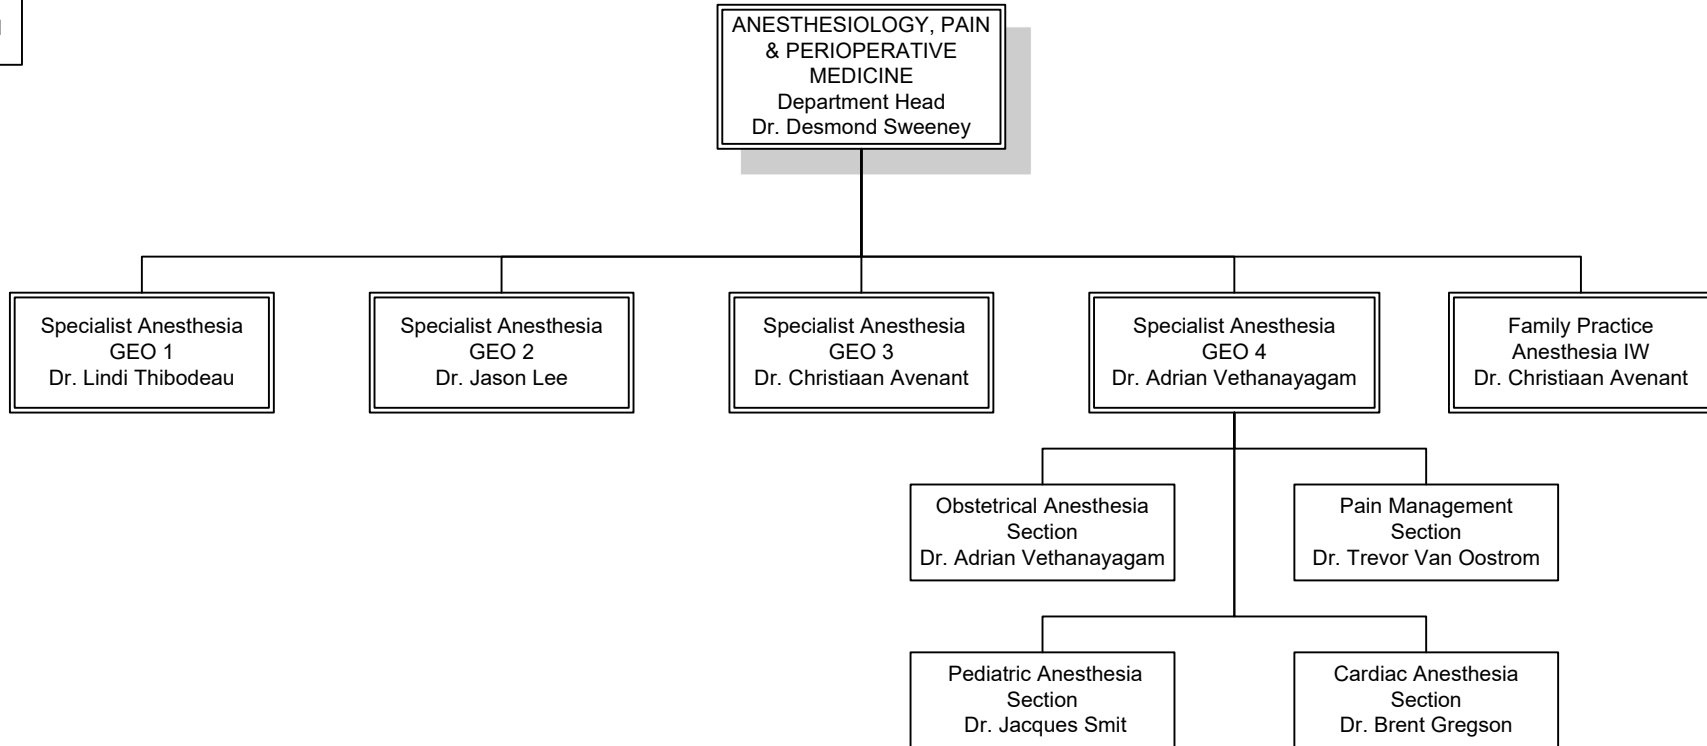 ANESTHESIOLOGY, PAIN
& PERIOPERATIVE
MEDICINE
Department Head
Dr. Desmond Sweeney
Specialist Anesthesia
GEO 1
Dr. Lindi Thibodeau
Specialist Anesthesia
GEO 2
Dr. Jason Lee
Specialist Anesthesia
GEO 3
Dr. Christiaan Avenant
Specialist Anesthesia
GEO 4
Dr. Adrian Vethanayagam
Family Practice
Anesthesia IW
Dr. Christiaan Avenant
Obstetrical Anesthesia
Section
Dr. Adrian Vethanayagam
Pain Management
Section
Dr. Trevor Van Oostrom
Pediatric Anesthesia
Section
Dr. Jacques Smit
Cardiac Anesthesia
Section
Dr. Brent Gregson